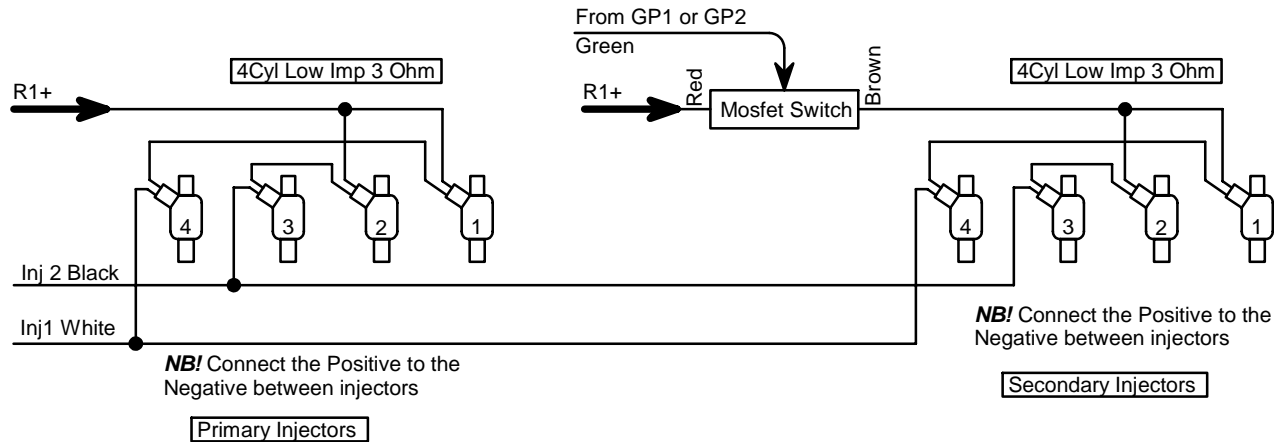 From GP1 or GP2
Green
4Cyl Low Imp 3 Ohm
R1+
R1+
Red
Mosfet Switch
Brown
4Cyl Low Imp 3 Ohm
4
3
2
1
4
3
2
1
Inj 2 Black
Inj1 White
NB! Connect the Positive to the
Negative between injectors
Primary Injectors
NB! Connect the Positive to the
Negative between injectors
Secondary Injectors